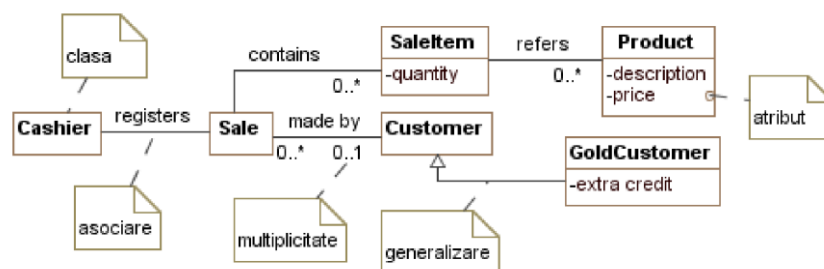 clasa
contains
SaleItem
-quantity
0..*
refers
0..*
Product
-description
-price
atribut
Cashier
registers
Sale
made by
0..*
0..1
Customer
GoldCustomer
-extra credit
asociare
multiplicitate
generalizare